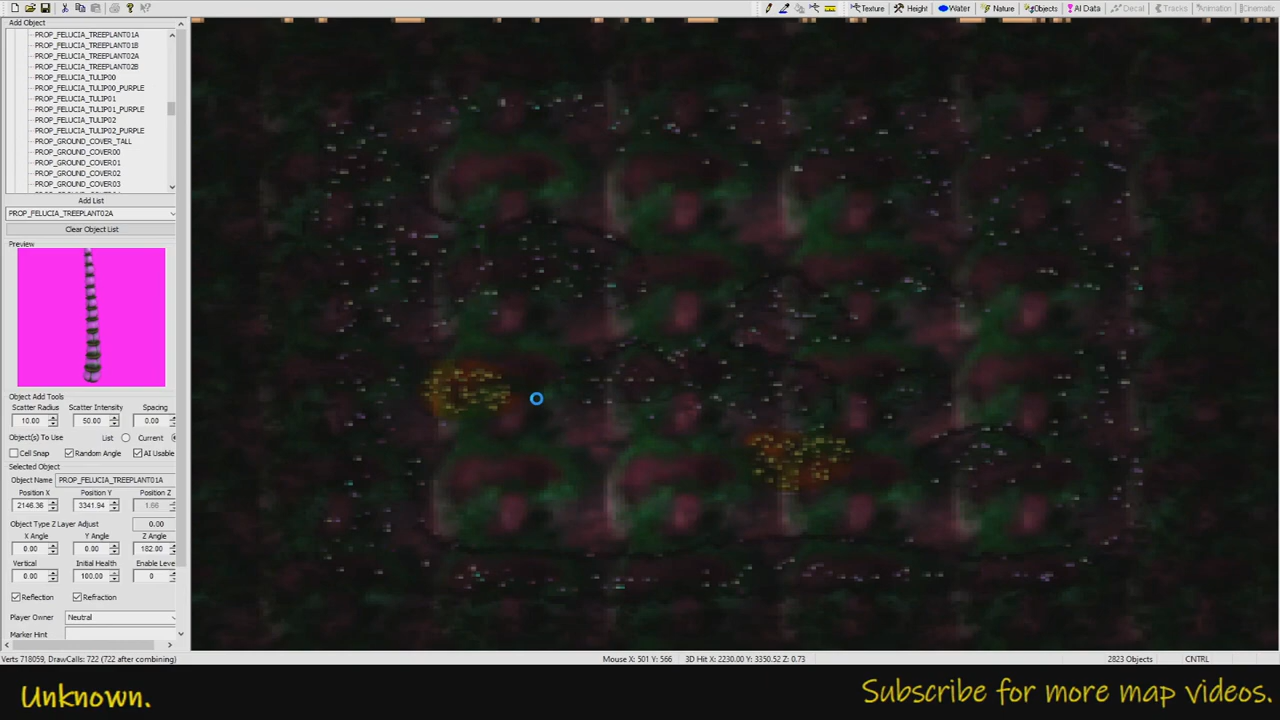 Texture Height Water Nature Objects AI Data Decal Tracks Animation Cinematic
Add Object
PROP_FELUCIA_TREEPLANT01A
PROP_FELUCIA_TREEPLANT01B
PROP_FELUCIA_TREEPLANT02A
PROP_FELUCIA_TREEPLANT02B
PROP_FELUCIA_TULIP00
PROP_FELUCIA_TULIP00_PURPLE
PROP_FELUCIA_TULIP01
PROP_FELUCIA_TULIP01_PURPLE
PROP_FELUCIA_TULIP02
PROP_FELUCIA_TULIP02_PURPLE
PROP_GROUND_COVER_TALL
PROP_GROUND_COVER00
PROP_GROUND_COVER01
PROP_GROUND_COVER02
PROP_GROUND_COVER03
Add List
PROP_FELUCIA_TREEPLANT02A
Clear Object List
Preview
Object Add Tools
Scatter Radius Scatter Intensity Spacing
10.00 50.00 0.00
Object(s) To Use List Current
Cell Snap Random Angle AI Usable
Selected Object
Object Name PROP_FELUCIA_TREEPLANT01A
Position X Position Y Position Z
2146.36 3341.94 1.66
Object Type Z Layer Adjust 0.00
X Angle Y Angle Z Angle
0.00 0.00 182.00
Vertical Initial Health Enable Level
0.00 100.00 0
Reflection Refraction
Player Owner Neutral
Marker Hint
Verts 718059, DrawCalls: 722 (722 after combining) Mouse X: 501 Y: 566 3D Hit X: 2230.00 Y: 3350.52 Z: 0.73 2823 Objects CNTRL
Unknown. Subscribe for more map videos.